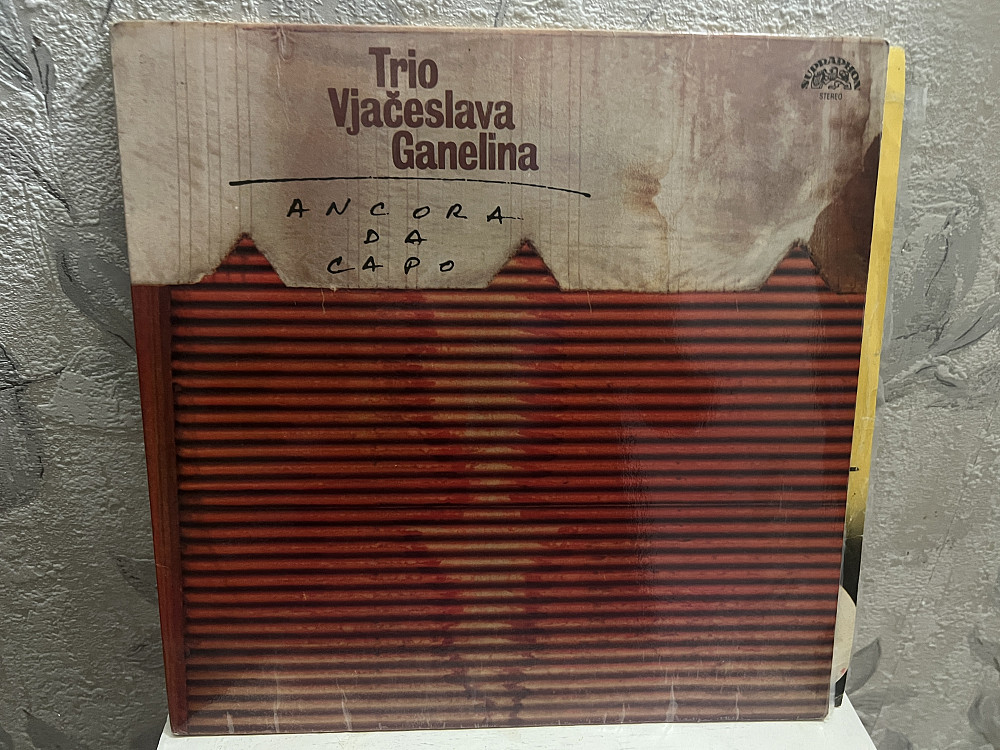 Trio
Vjačeslava
Ganelina
SUPRAPHON
STEREO
ANCORA
DA
CAPO